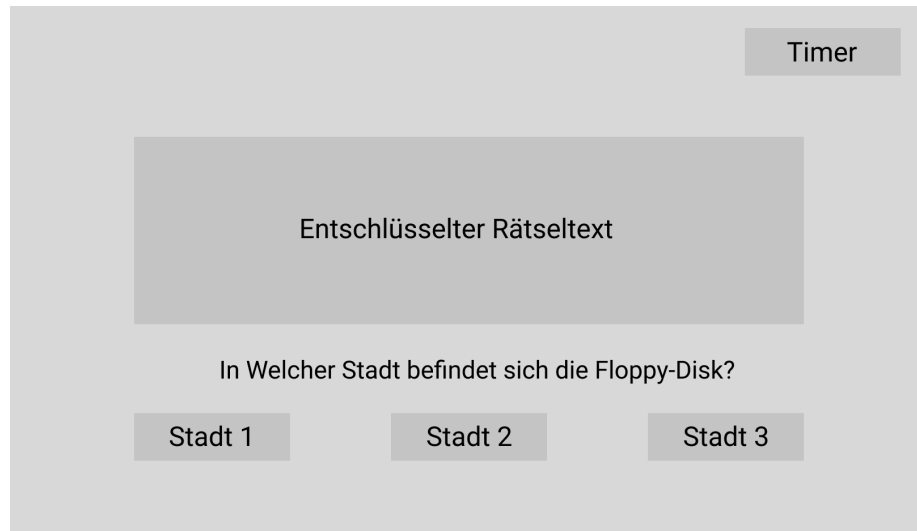 Timer
Entschlüsselter Rätseltext
In Welcher Stadt befindet sich die Floppy-Disk?
Stadt 1
Stadt 2
Stadt 3